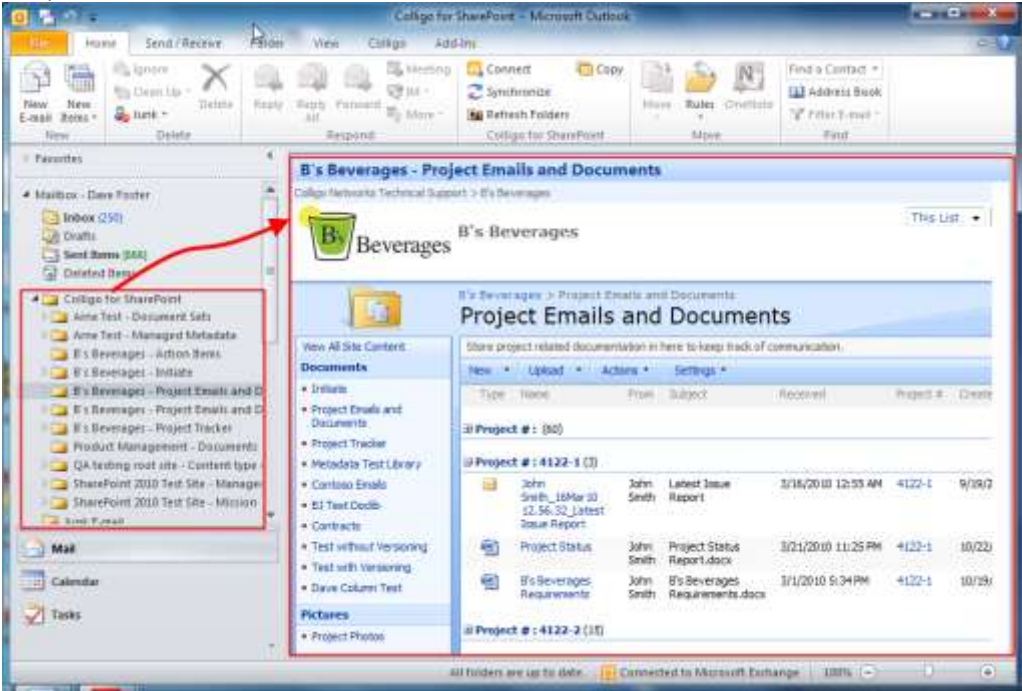 Colligo for SharePoint - Microsoft Outlook
File Home Send / Receive Folder View Colligo Add-Ins
New E-mail
New Items
New
Ignore
Clean Up
Junk
Delete
Delete
Reply
Reply All
Forward
Meeting
IM
More
Respond
Connect Copy
Synchronize
Refresh Folders
Colligo for SharePoint
Move
Rules
OneNote
Move
Find a Contact
Address Book
Filter E-mail
Find
Favorites
Mailbox - Dave Foster
Inbox (250)
Drafts
Sent Items
Deleted Items
Colligo for SharePoint
Arne Test - Document Sets
Arne Test - Managed Metadata
B's Beverages - Action Items
B's Beverages - Initiate
B's Beverages - Project Emails and D
B's Beverages - Project Emails and D
B's Beverages - Project Tracker
Product Management - Documents
QA testing root site - Content type
SharePoint 2010 Test Site - Manage
SharePoint 2010 Test Site - Mission
Junk E-mail
Mail
Calendar
Tasks
B's Beverages - Project Emails and Documents
Colligo Networks Technical Support > B's Beverages
B's Beverages
B's Beverages
This List
B's Beverages > Project Emails and Documents
Project Emails and Documents
View All Site Content
Documents
Initiate
Project Emails and Documents
Project Tracker
Metadata Test Library
Contoso Emails
EJ Test Doclib
Contracts
Test without Versioning
Test with Versioning
Dave Column Test
Pictures
Project Photos
Store project related documentation in here to keep track of communication.
New Upload Actions Settings
Type Name From Subject Received Project # Create
Project # : (60)
Project # : 4122-1 (3)
John Smith_16Mar10 12.56.32_Latest Issue Report John Smith Latest Issue Report 3/16/2010 12:55 AM 4122-1 9/19/2
Project Status John Smith Project Status Report.docx 3/21/2010 11:25 PM 4122-1 10/22/
B's Beverages Requirements John Smith B's Beverages Requirements.docx 3/1/2010 5:34 PM 4122-1 10/19/
Project # : 4122-2 (15)
All folders are up to date. Connected to Microsoft Exchange 100%